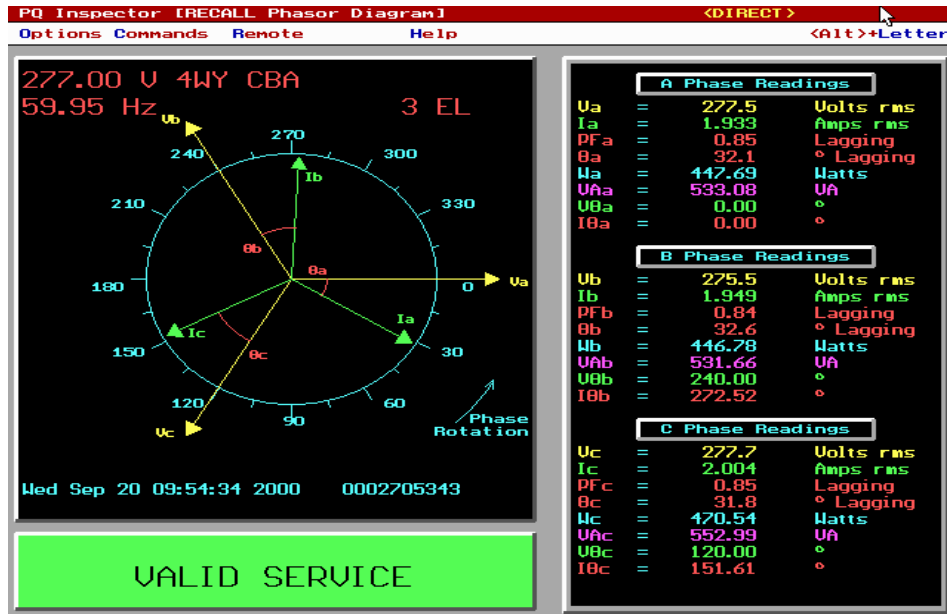 PQ Inspector [RECALL Phasor Diagram] <DIRECT>
Options Commands Remote Help <Alt>+Letter
277.00 V 4WY CBA
59.95 Hz 3 EL
Vb
270
240 300
Ib
210 330
θb
θa
180 0 Va
Ia
Ic
150 30
θc
120 60
90
Vc
Phase
Rotation
Wed Sep 20 09:54:34 2000 0002705343
VALID SERVICE
A Phase Readings
Va = 277.5 Volts rms
Ia = 1.933 Amps rms
PFa = 0.85 Lagging
θa = 32.1 ° Lagging
Wa = 447.69 Watts
VAa = 533.08 VA
Vθa = 0.00 °
Iθa = 0.00 °
B Phase Readings
Vb = 275.5 Volts rms
Ib = 1.949 Amps rms
PFb = 0.84 Lagging
θb = 32.6 ° Lagging
Wb = 446.78 Watts
VAb = 531.66 VA
Vθb = 240.00 °
Iθb = 272.52 °
C Phase Readings
Vc = 277.7 Volts rms
Ic = 2.004 Amps rms
PFc = 0.85 Lagging
θc = 31.8 ° Lagging
Wc = 470.54 Watts
VAc = 552.99 VA
Vθc = 120.00 °
Iθc = 151.61 °